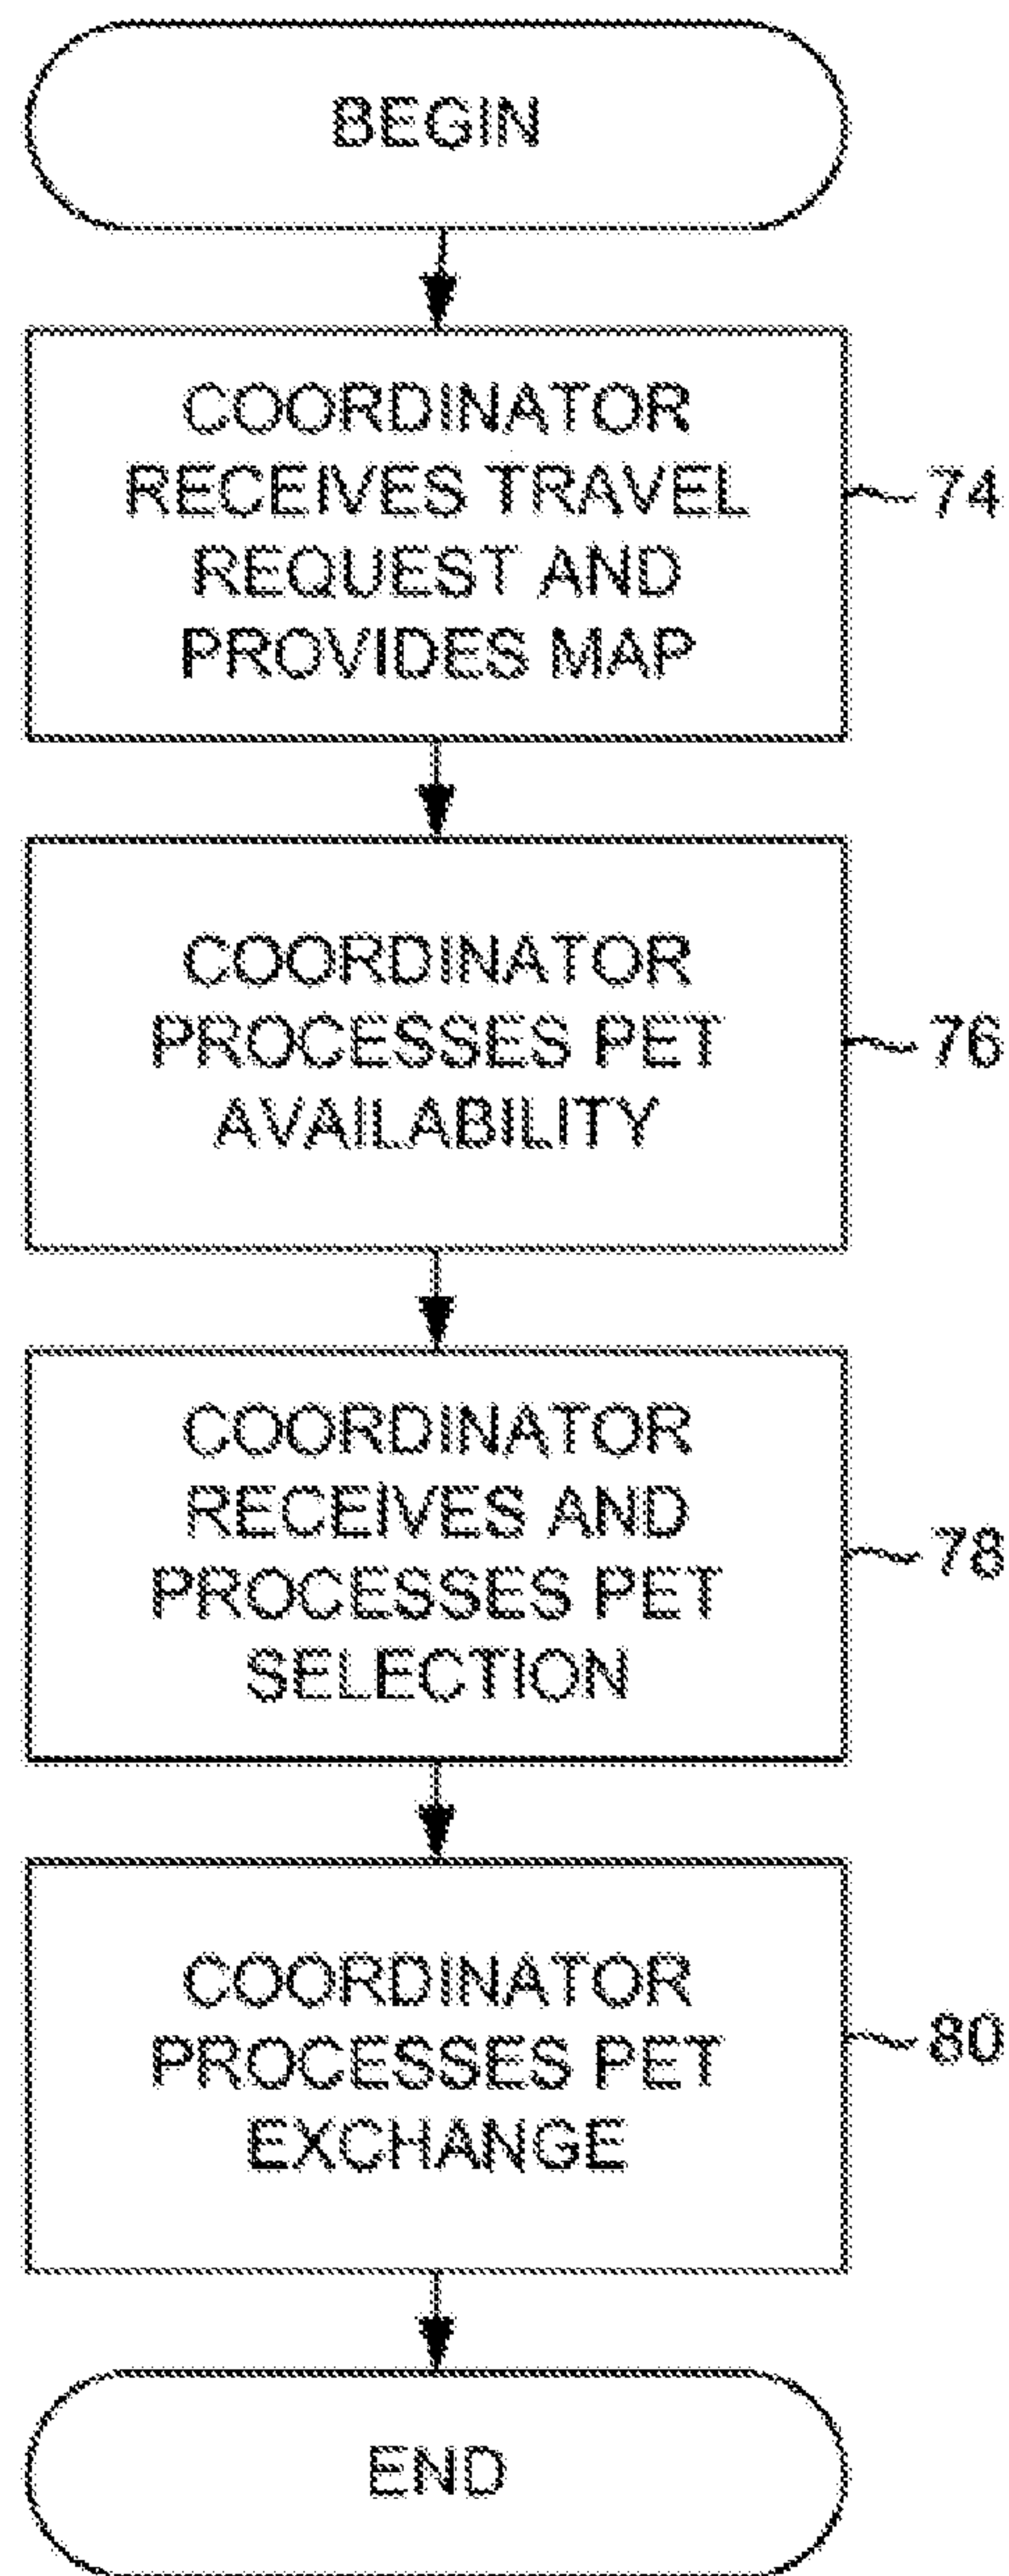 BEGIN
COORDINATOR
RECEIVES TRAVEL
REQUEST AND
PROVIDES MAP
74
COORDINATOR
PROCESSES PET
AVAILABILITY
76
COORDINATOR
RECEIVES AND
PROCESSES PET
SELECTION
78
COORDINATOR
PROCESSES PET
EXCHANGE
80
END